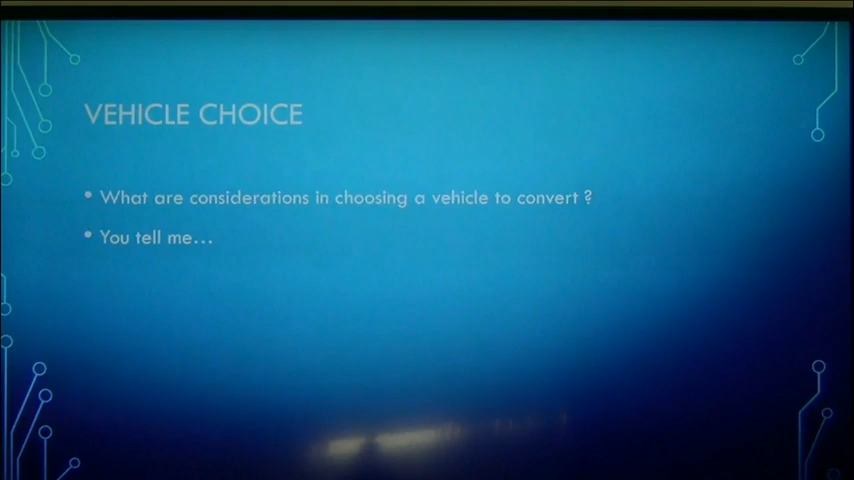 VEHICLE CHOICE
• What are considerations in choosing a vehicle to convert ?
• You tell me...